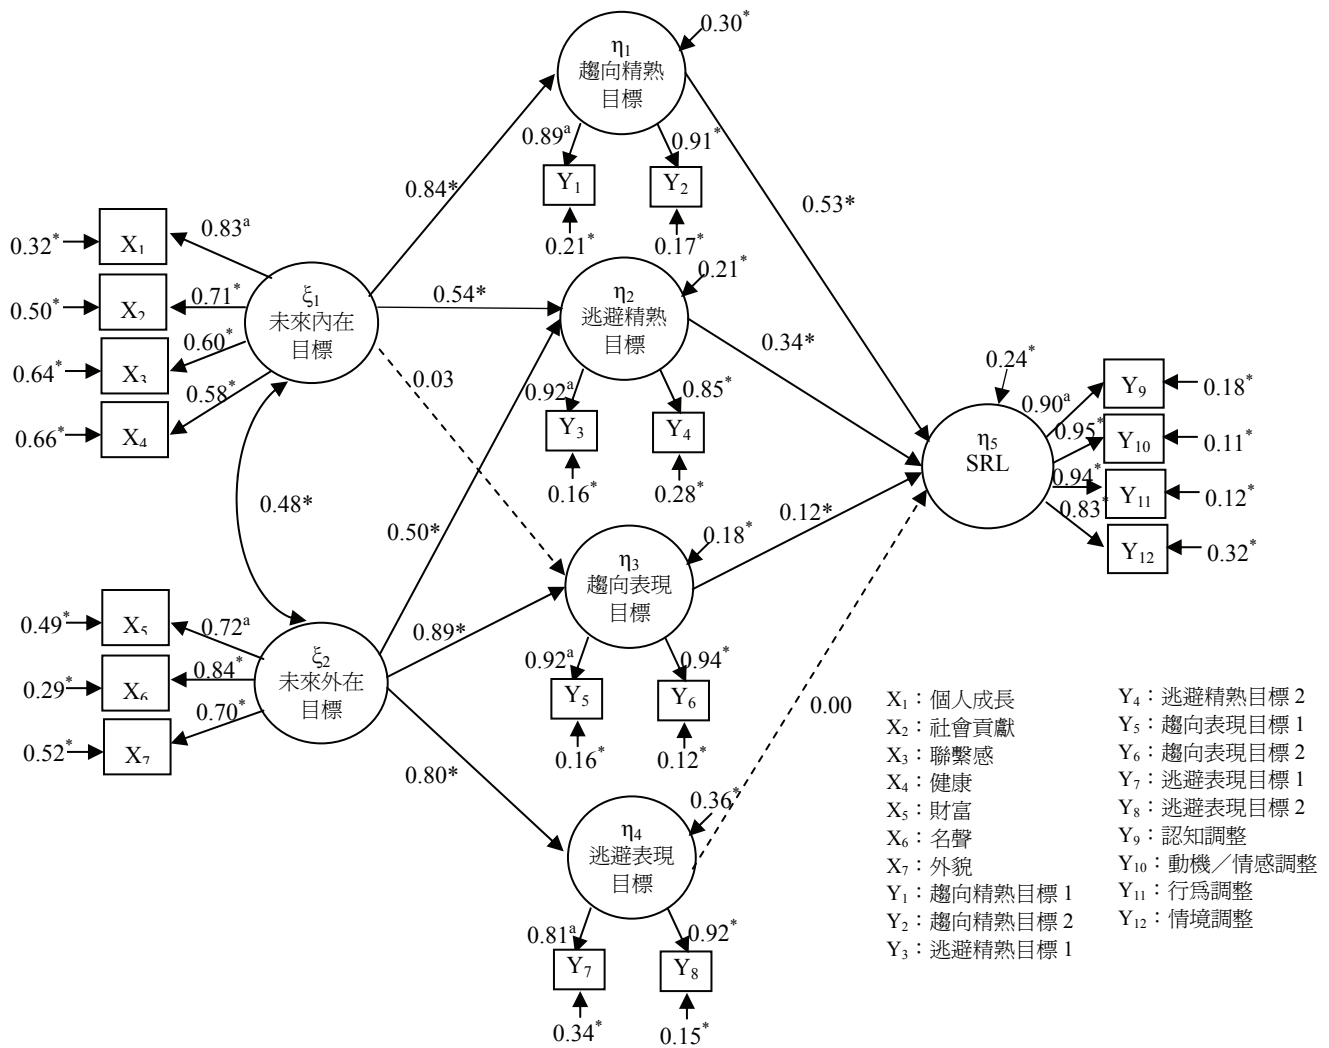 0.30*
η₁
趨向精熟
目標
0.89ᵃ
0.91*
Y₁
Y₂
0.21*
0.17*
0.84*
0.53*
0.32*
X₁
0.83ᵃ
0.50*
X₂
0.71*
0.64*
X₃
0.60*
0.66*
X₄
0.58*
ξ₁
未來內在
目標
0.54*
0.03
0.21*
η₂
逃避精熟
目標
0.92ᵃ
0.85*
Y₃
Y₄
0.16*
0.28*
0.34*
0.24*
η₅
SRL
0.90ᵃ
Y₉
0.18*
0.95*
Y₁₀
0.11*
0.94*
Y₁₁
0.12*
0.83*
Y₁₂
0.32*
0.48*
0.50*
0.12*
0.18*
η₃
趨向表現
目標
0.92ᵃ
0.94*
Y₅
Y₆
0.16*
0.12*
0.49*
X₅
0.72ᵃ
0.29*
X₆
0.84*
0.52*
X₇
0.70*
ξ₂
未來外在
目標
0.89*
0.80*
0.00
0.36*
η₄
逃避表現
目標
0.81ᵃ
0.92*
Y₇
Y₈
0.34*
0.15*
X₁：個人成長
X₂：社會貢獻
X₃：聯繫感
X₄：健康
X₅：財富
X₆：名聲
X₇：外貌
Y₁：趨向精熟目標 1
Y₂：趨向精熟目標 2
Y₃：逃避精熟目標 1
Y₄：逃避精熟目標 2
Y₅：趨向表現目標 1
Y₆：趨向表現目標 2
Y₇：逃避表現目標 1
Y₈：逃避表現目標 2
Y₉：認知調整
Y₁₀：動機／情感調整
Y₁₁：行為調整
Y₁₂：情境調整